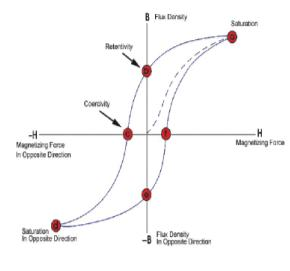 B
Flux Density
Saturation
Retentivity
Coercivity
-H
Magnetizing Force
In Opposite Direction
H
Magnetizing Force
Saturation
In Opposite Direction
-B
Flux Density
In Opposite Direction